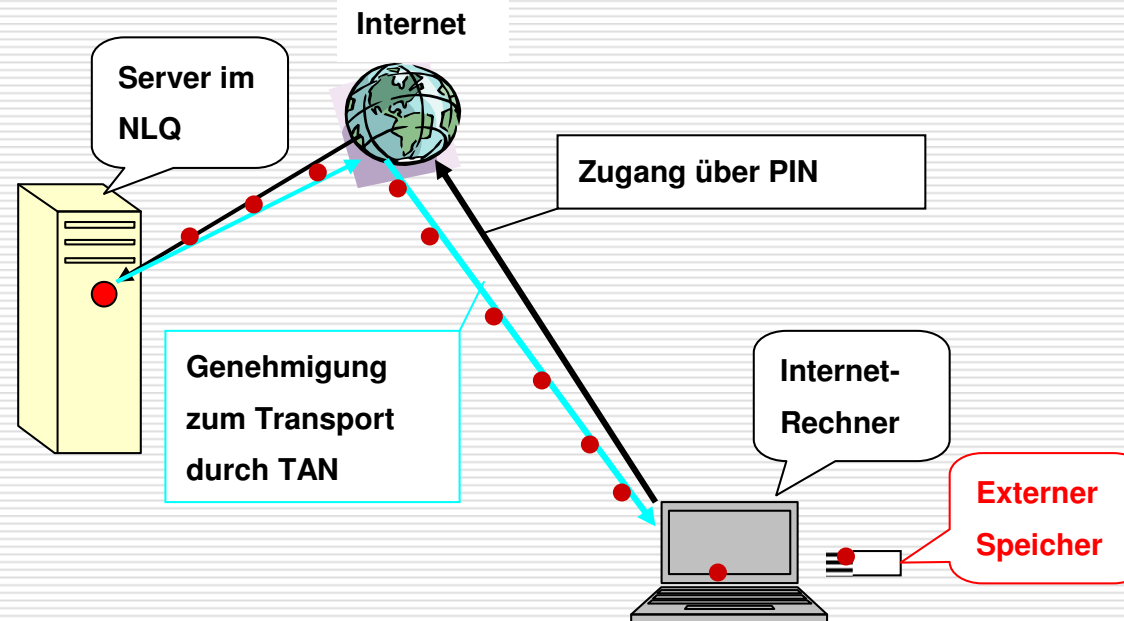 Internet
Server im
NLQ
Zugang über PIN
Genehmigung
zum Transport
durch TAN
Internet-
Rechner
Externer
Speicher